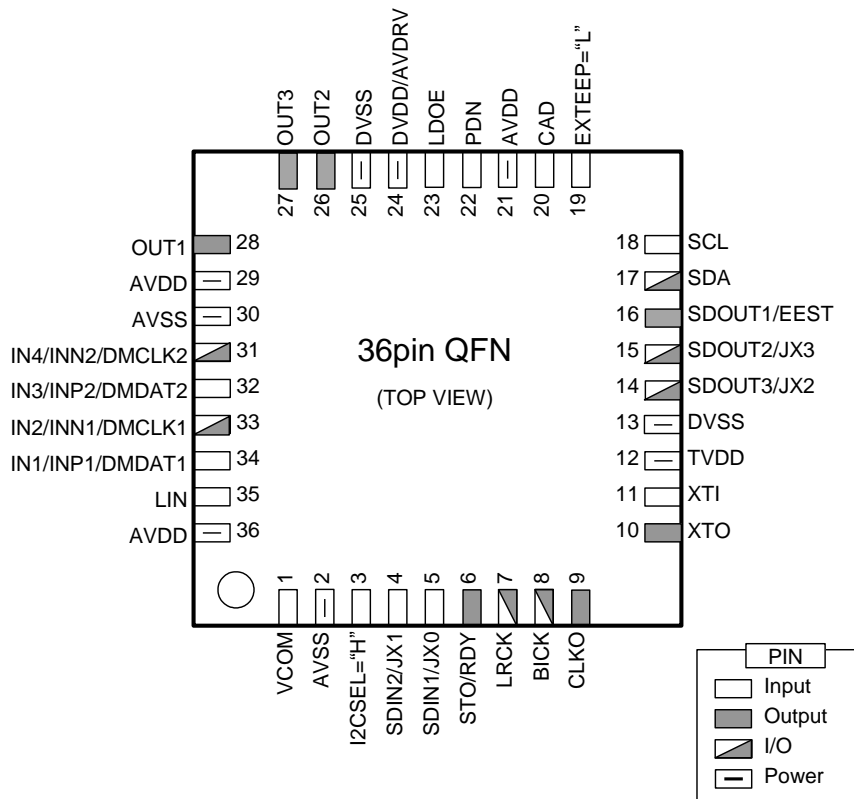 OUT3
OUT2
DVSS
DVDD/AVDRV
LDOE
PDN
AVDD
CAD
EXTEEP=“L”
27
26
25
24
23
22
21
20
19
OUT1 28
AVDD 29
AVSS 30
IN4/INN2/DMCLK2 31
IN3/INP2/DMDAT2 32
IN2/INN1/DMCLK1 33
IN1/INP1/DMDAT1 34
LIN 35
AVDD 36
36pin QFN
(TOP VIEW)
18 SCL
17 SDA
16 SDOUT1/EEST
15 SDOUT2/JX3
14 SDOUT3/JX2
13 DVSS
12 TVDD
11 XTI
10 XTO
1
2
3
4
5
6
7
8
9
VCOM
AVSS
I2CSEL=“H”
SDIN2/JX1
SDIN1/JX0
STO/RDY
LRCK
BICK
CLKO
PIN
Input
Output
I/O
Power